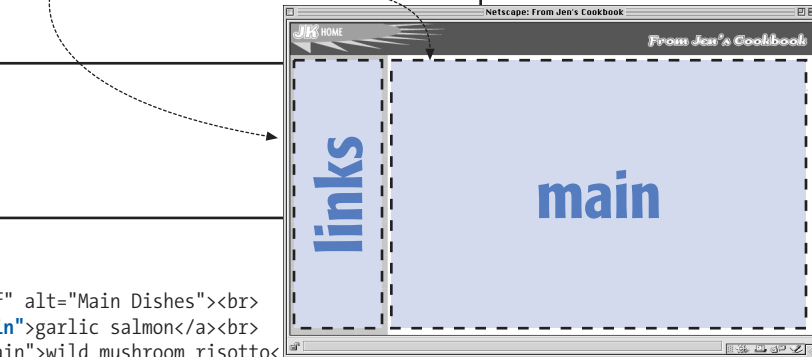 Netscape: From Jen's Cookbook
JK HOME
From Jen's Cookbook
links
main
" alt="Main Dishes"><br>
">garlic salmon</a><br>
">wild mushroom risotto<